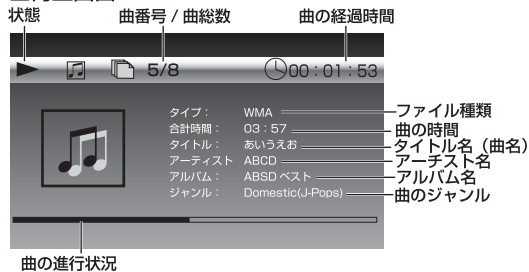 状態
曲番号 / 曲総数
曲の経過時間
5/8
00:01:53
タイプ： WMA
ファイル種類
合計時間： 03：57
曲の時間
タイトル： あいうえお
タイトル名（曲名）
アーティスト ABCD
アーチスト名
アルバム： ABSD ベスト
アルバム名
ジャンル： Domestic(J-Pops)
曲のジャンル
曲の進行状況